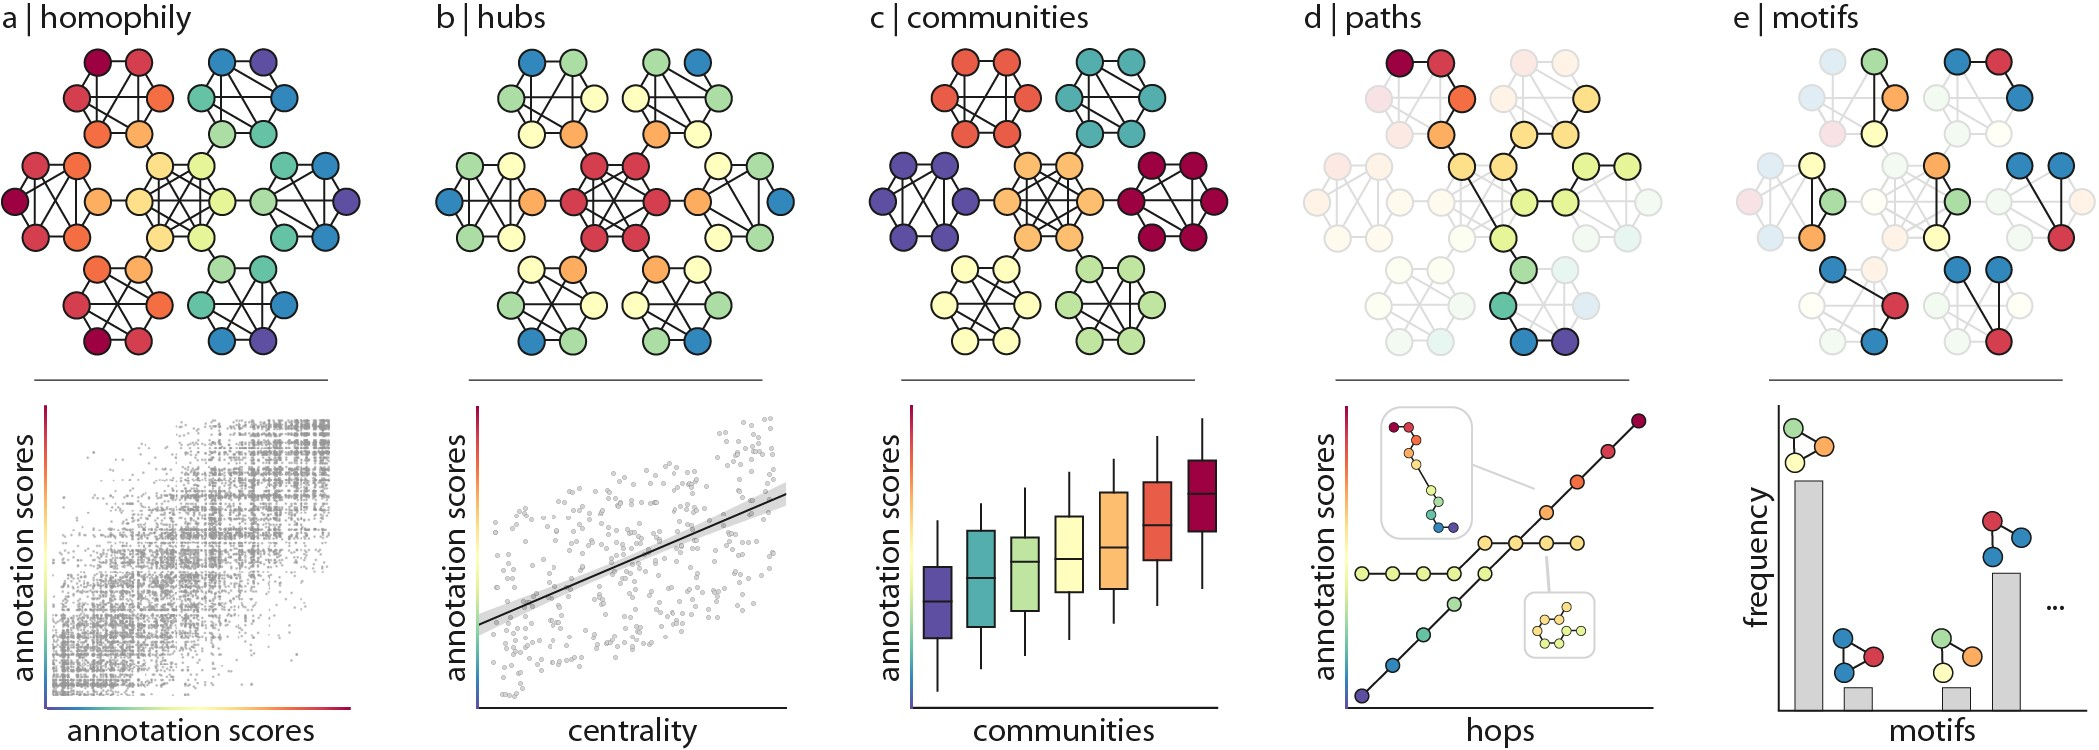 a | homophily
b | hubs
c | communities
d | paths
e | motifs
annotation scores
annotation scores
annotation scores
centrality
annotation scores
communities
annotation scores
hops
frequency
...
motifs